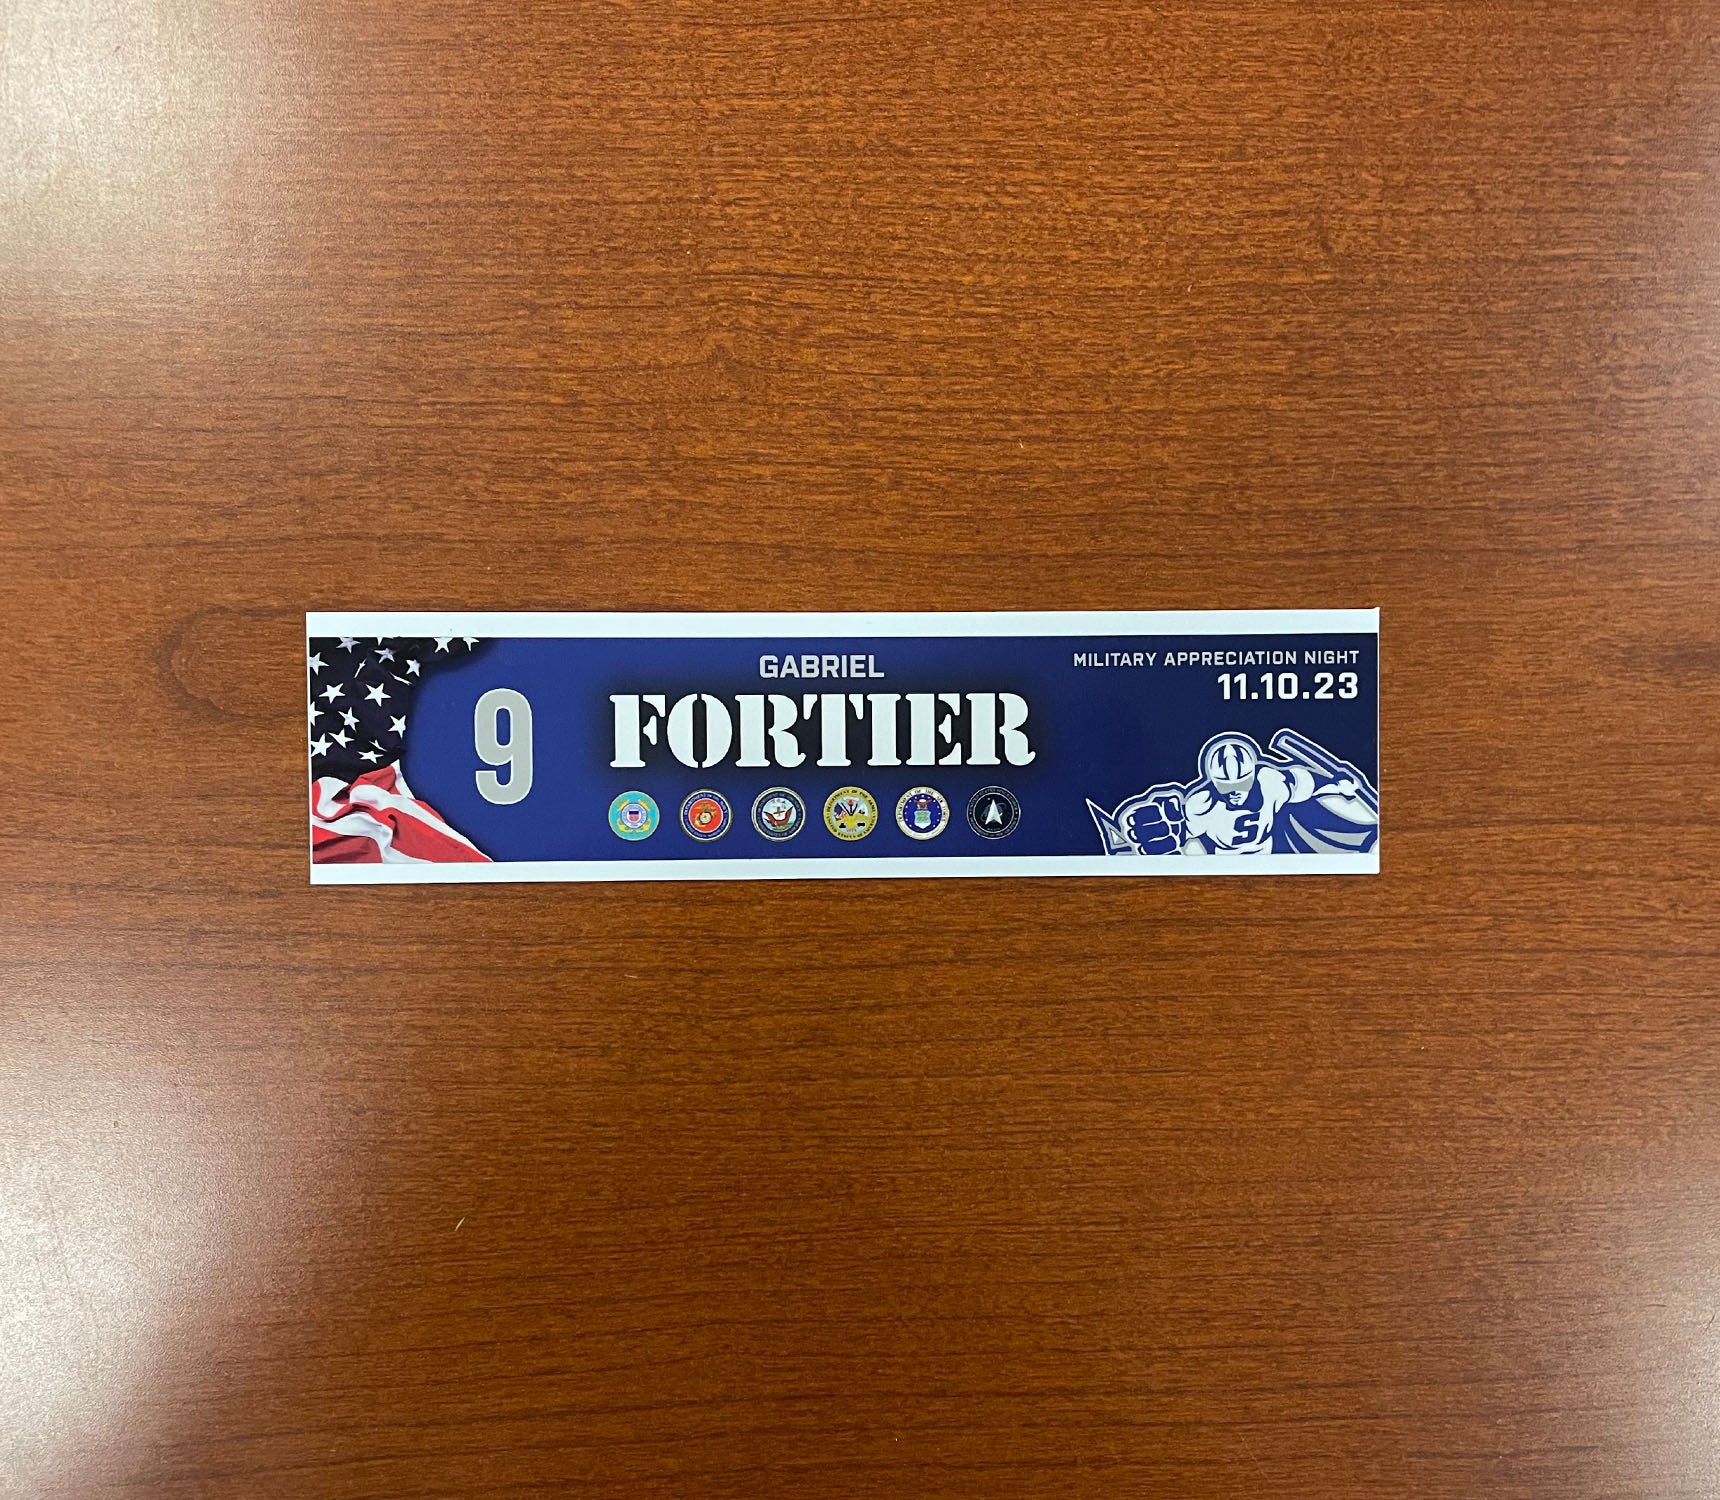 GABRIEL
FORTIER
9
MILITARY APPRECIATION NIGHT
11.10.23
S